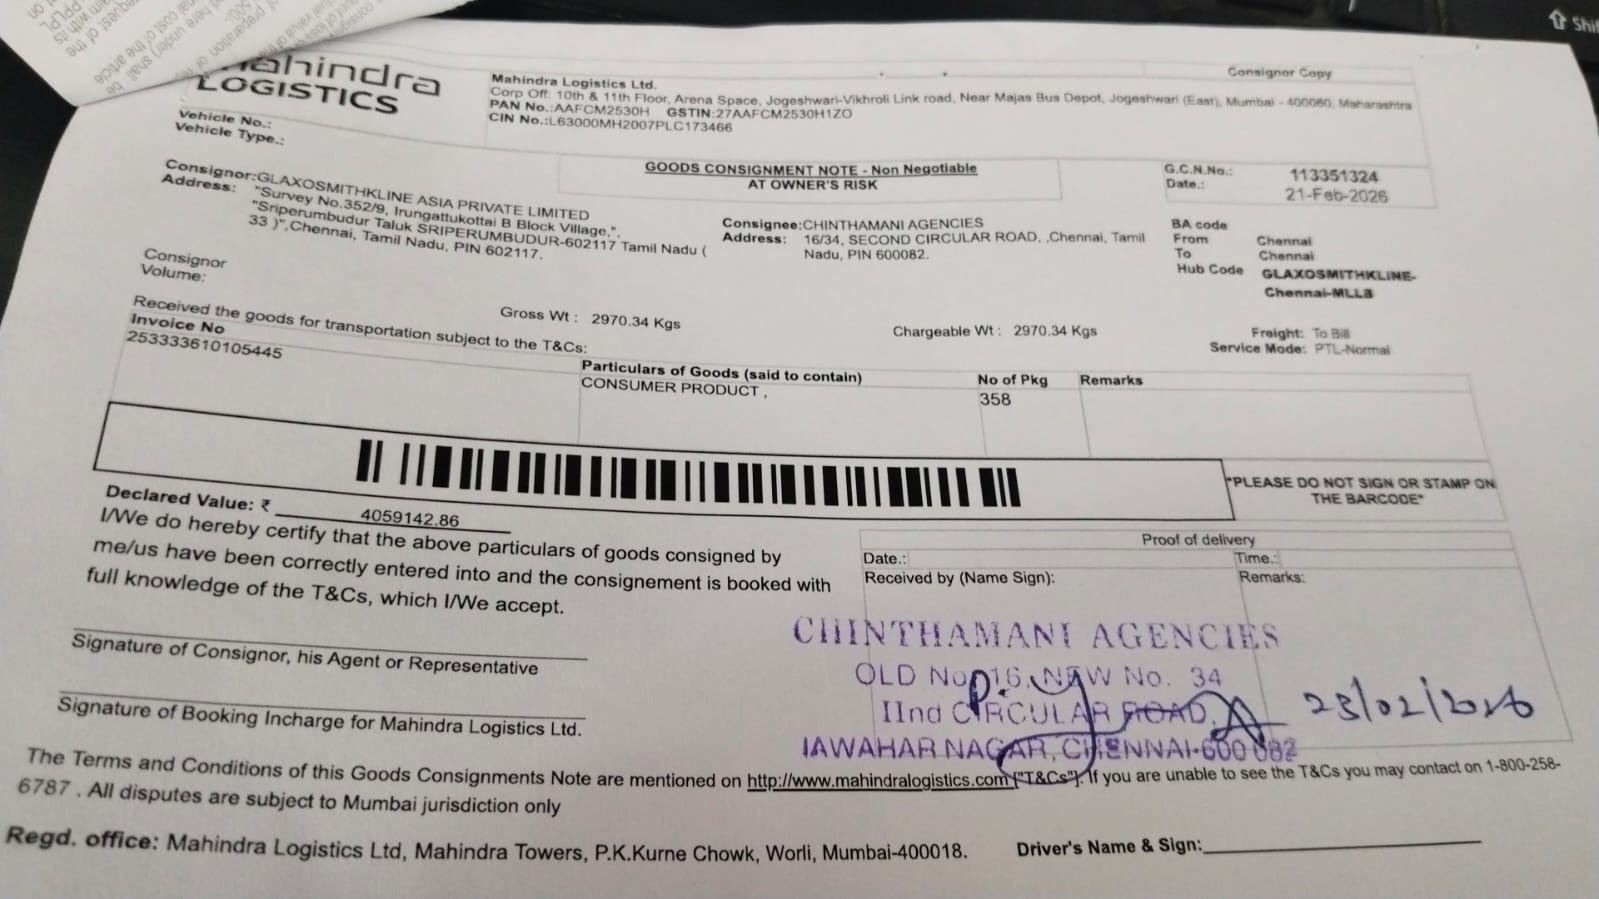 Shi
mahindra
LOGISTICS
Mahindra Logistics Ltd.
Corp Off: 10th & 11th Floor, Arena Space, Jogeshwari-Vikhroli Link road, Near Majas Bus Depot, Jogeshwari (East), Mumbai - 400060, Maharashtra
PAN No.:AAFCM2530H GSTIN:27AAFCM2530H1ZO
CIN No.:L63000MH2007PLC173466
Consignor Copy
Vehicle No.:
Vehicle Type.:
GOODS CONSIGNMENT NOTE - Non Negotiable
AT OWNER'S RISK
G.C.N.No.: 113351324
Date.: 21-Feb-2026
Consignor:GLAXOSMITHKLINE ASIA PRIVATE LIMITED
Address: "Survey No.352/9, Irungattukottai B Block Village,",
"Sriperumbudur Taluk SRIPERUMBUDUR-602117 Tamil Nadu (
33 )",Chennai, Tamil Nadu, PIN 602117.
Consignee:CHINTHAMANI AGENCIES
Address: 16/34, SECOND CIRCULAR ROAD, ,Chennai, Tamil
Nadu, PIN 600082.
BA code
From Chennai
To Chennai
Hub Code GLAXOSMITHKLINE-
Chennai-MLLB
Consignor
Volume:
Gross Wt : 2970.34 Kgs
Chargeable Wt : 2970.34 Kgs
Freight: To Bill
Service Mode: PTL-Normal
Received the goods for transportation subject to the T&Cs:
Invoice No
253333610105445
Particulars of Goods (said to contain)
CONSUMER PRODUCT ,
No of Pkg
358
Remarks
"PLEASE DO NOT SIGN OR STAMP ON
THE BARCODE"
Declared Value: ₹ 4059142.86
I/We do hereby certify that the above particulars of goods consigned by
me/us have been correctly entered into and the consignement is booked with
full knowledge of the T&Cs, which I/We accept.
Proof of delivery
Date.: Time.:
Received by (Name Sign): Remarks:
CHINTHAMANI AGENCIES
OLD No. 16, NEW No. 34
IInd CIRCULAR ROAD,
JAWAHAR NAGAR, CHENNAI-600 082
23/02/2026
Signature of Consignor, his Agent or Representative
Signature of Booking Incharge for Mahindra Logistics Ltd.
The Terms and Conditions of this Goods Consignments Note are mentioned on http://www.mahindralogistics.com ["T&Cs"]. If you are unable to see the T&Cs you may contact on 1-800-258-
6787 . All disputes are subject to Mumbai jurisdiction only
Regd. office: Mahindra Logistics Ltd, Mahindra Towers, P.K.Kurne Chowk, Worli, Mumbai-400018.
Driver's Name & Sign: